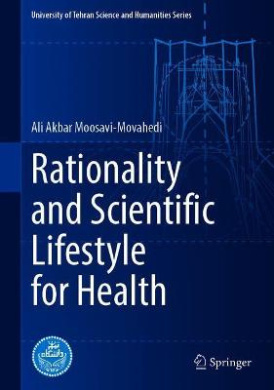 University of Tehran Science and Humanities Series
Ali Akbar Moosavi-Movahedi
Rationality
and Scientific
Lifestyle
for Health
Springer